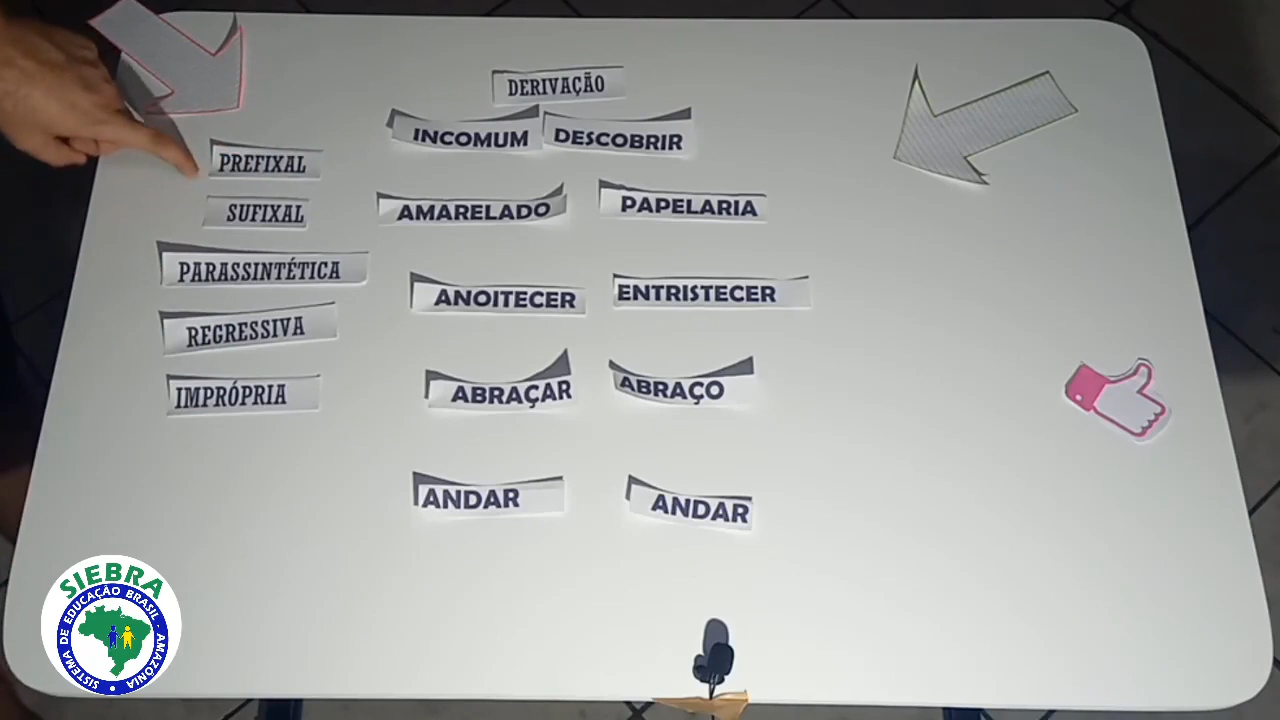 DERIVAÇÃO
INCOMUM DESCOBRIR
PREFIXAL
SUFIXAL AMARELADO PAPELARIA
PARASSINTÉTICA ANOITECER ENTRISTECER
REGRESSIVA
IMPRÓPRIA ABRAÇAR ABRAÇO
ANDAR ANDAR
SIEBRA
SISTEMA DE EDUCAÇÃO BRASIL - AMAZÔNIA